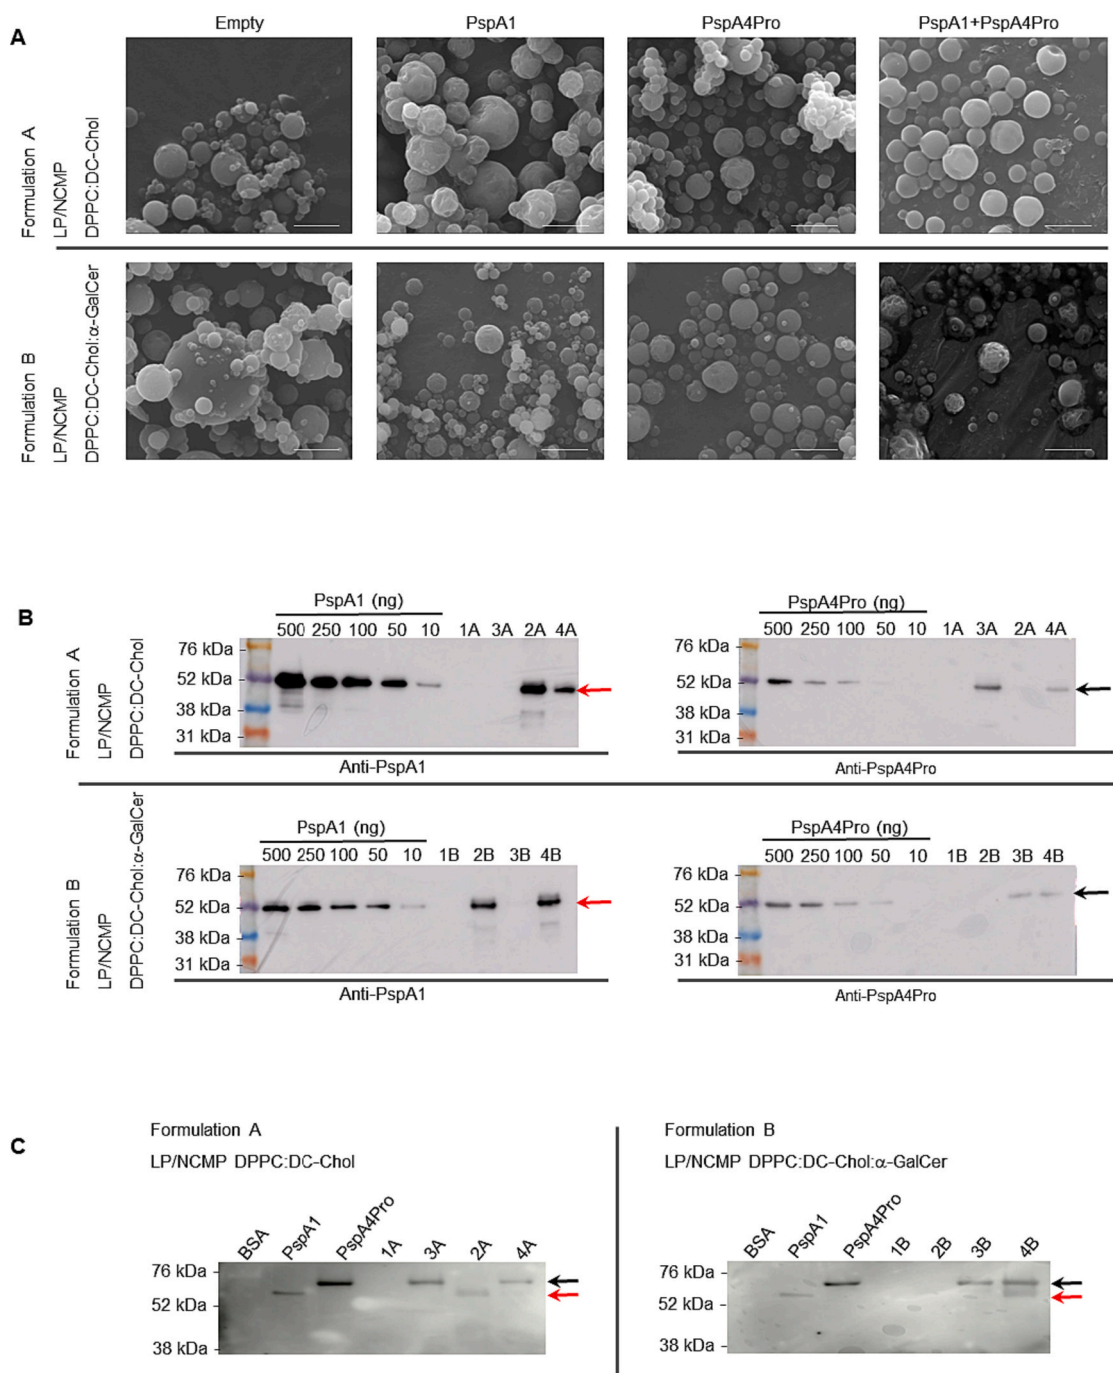 A
Empty PspA1 PspA4Pro PspA1+PspA4Pro
Formulation A
LP/NCMP
DPPC:DC-Chol
Formulation B
LP/NCMP
DPPC:DC-Chol:α-GalCer
B
Formulation A
LP/NCMP
DPPC:DC-Chol
PspA1 (ng)
500 250 100 50 10 1A 3A 2A 4A
76 kDa
52 kDa
38 kDa
31 kDa
Anti-PspA1
PspA4Pro (ng)
500 250 100 50 10 1A 3A 2A 4A
76 kDa
52 kDa
38 kDa
31 kDa
Anti-PspA4Pro
Formulation B
LP/NCMP
DPPC:DC-Chol:α-GalCer
PspA1 (ng)
500 250 100 50 10 1B 2B 3B 4B
76 kDa
52 kDa
38 kDa
31 kDa
Anti-PspA1
PspA4Pro (ng)
500 250 100 50 10 1B 2B 3B 4B
76 kDa
52 kDa
38 kDa
31 kDa
Anti-PspA4Pro
C
Formulation A
LP/NCMP DPPC:DC-Chol
BSA PspA1 PspA4Pro 1A 3A 2A 4A
76 kDa
52 kDa
38 kDa
Formulation B
LP/NCMP DPPC:DC-Chol:α-GalCer
BSA PspA1 PspA4Pro 1B 2B 3B 4B
76 kDa
52 kDa
38 kDa